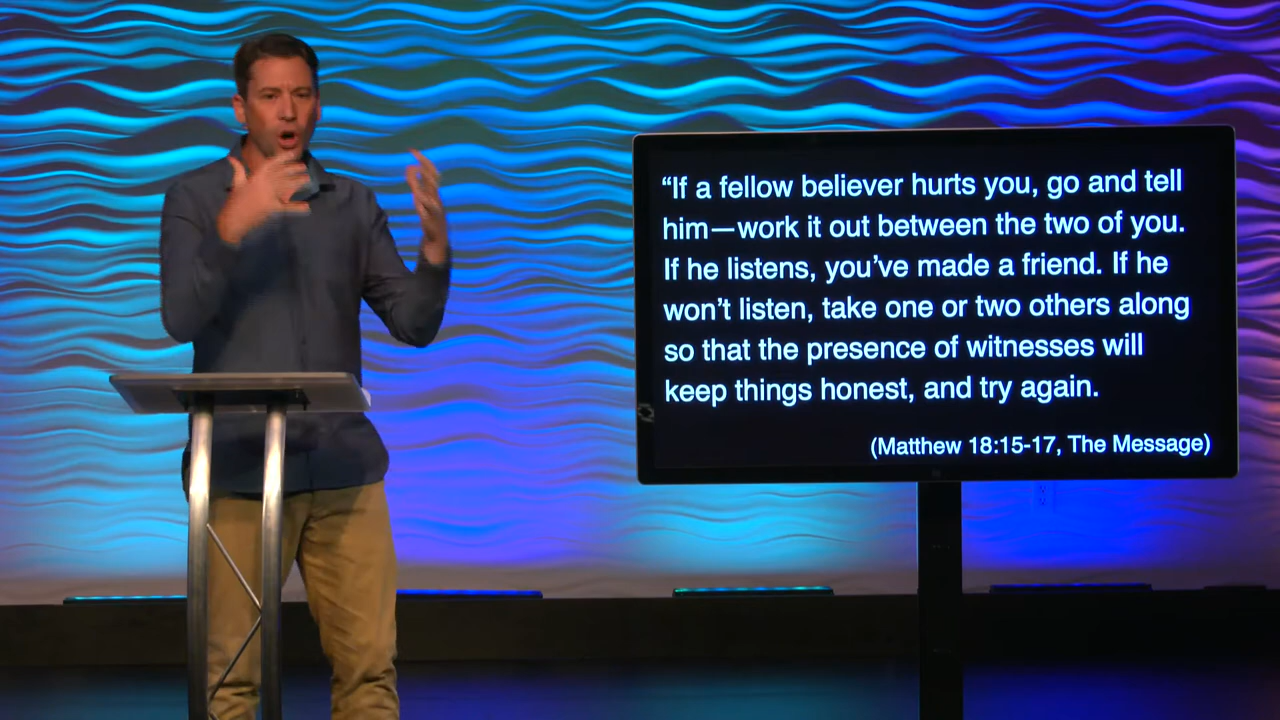 “If a fellow believer hurts you, go and tell
him—work it out between the two of you.
If he listens, you’ve made a friend. If he
won’t listen, take one or two others along
so that the presence of witnesses will
keep things honest, and try again.
(Matthew 18:15-17, The Message)